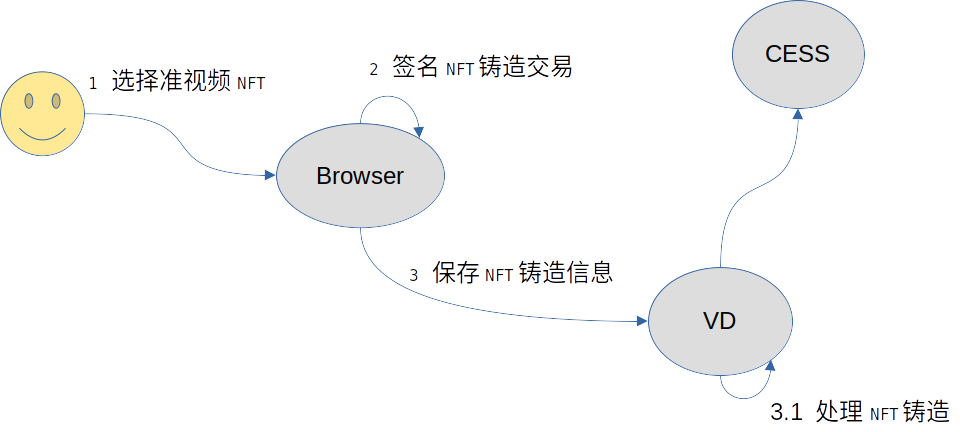 CESS
2 签名 NFT 铸造交易
1 选择准视频 NFT
Browser
3 保存 NFT 铸造信息
VD
3.1 处理 NFT 铸造